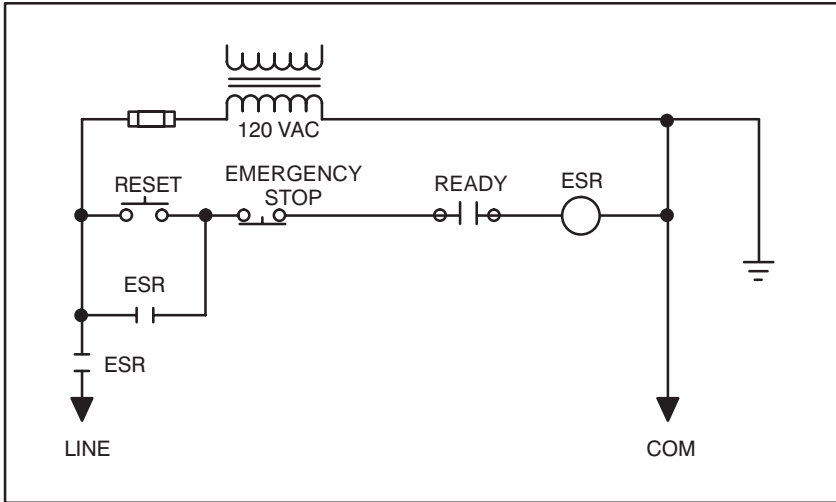 120 VAC
RESET
EMERGENCY
STOP
READY
ESR
ESR
ESR
LINE
COM